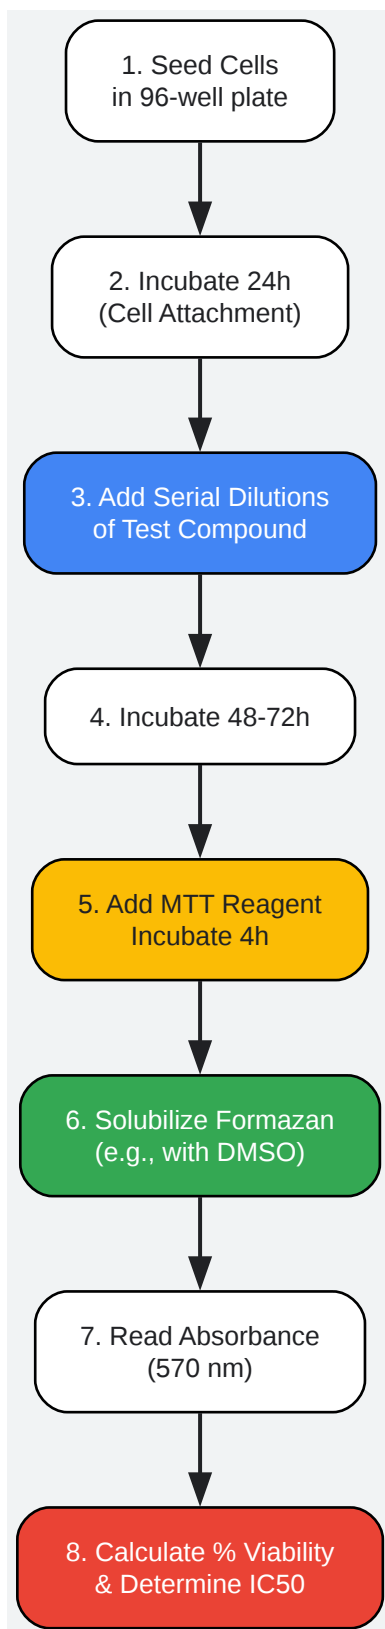 1. Seed Cells
in 96-well plate
2. Incubate 24h
(Cell Attachment)
3. Add Serial Dilutions
of Test Compound
4. Incubate 48-72h
5. Add MTT Reagent
Incubate 4h
6. Solubilize Formazan
(e.g., with DMSO)
7. Read Absorbance
(570 nm)
8. Calculate % Viability
& Determine IC50